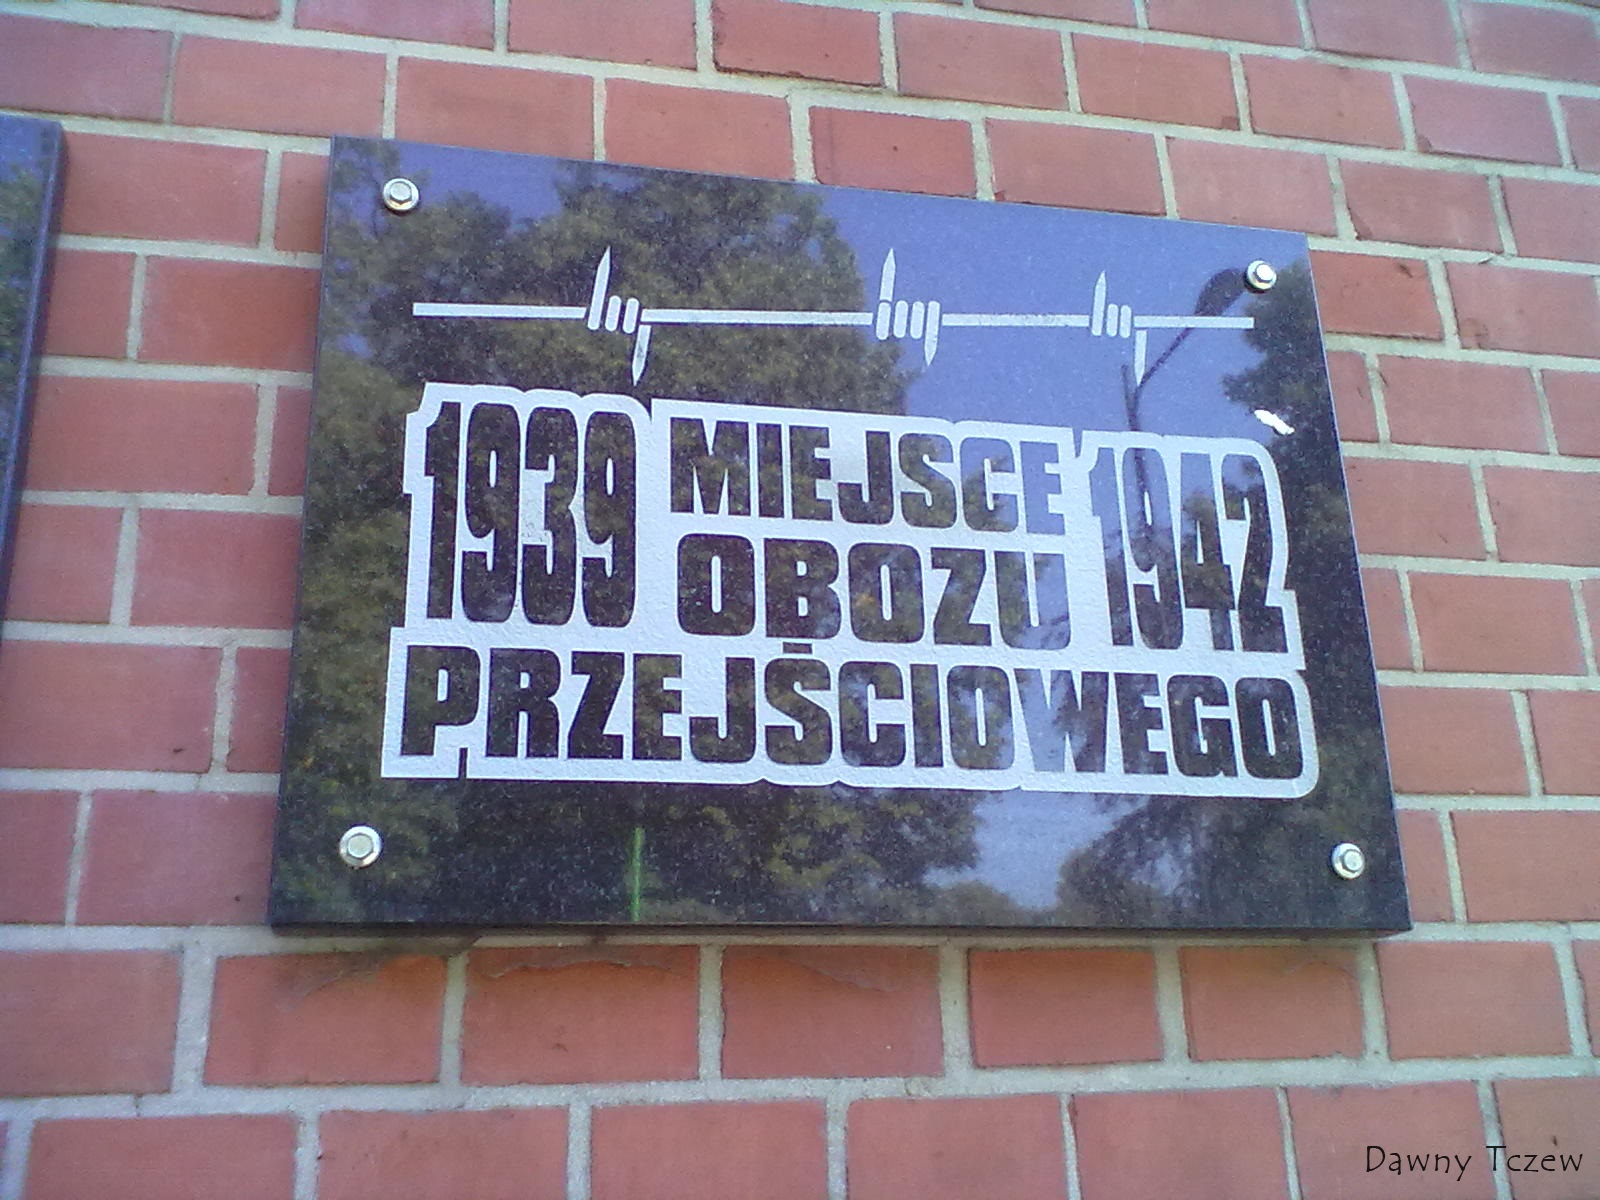 1939 MIEJSCE 1942
OBOZU
PRZEJŚCIOWEGO
Dawny Tczew